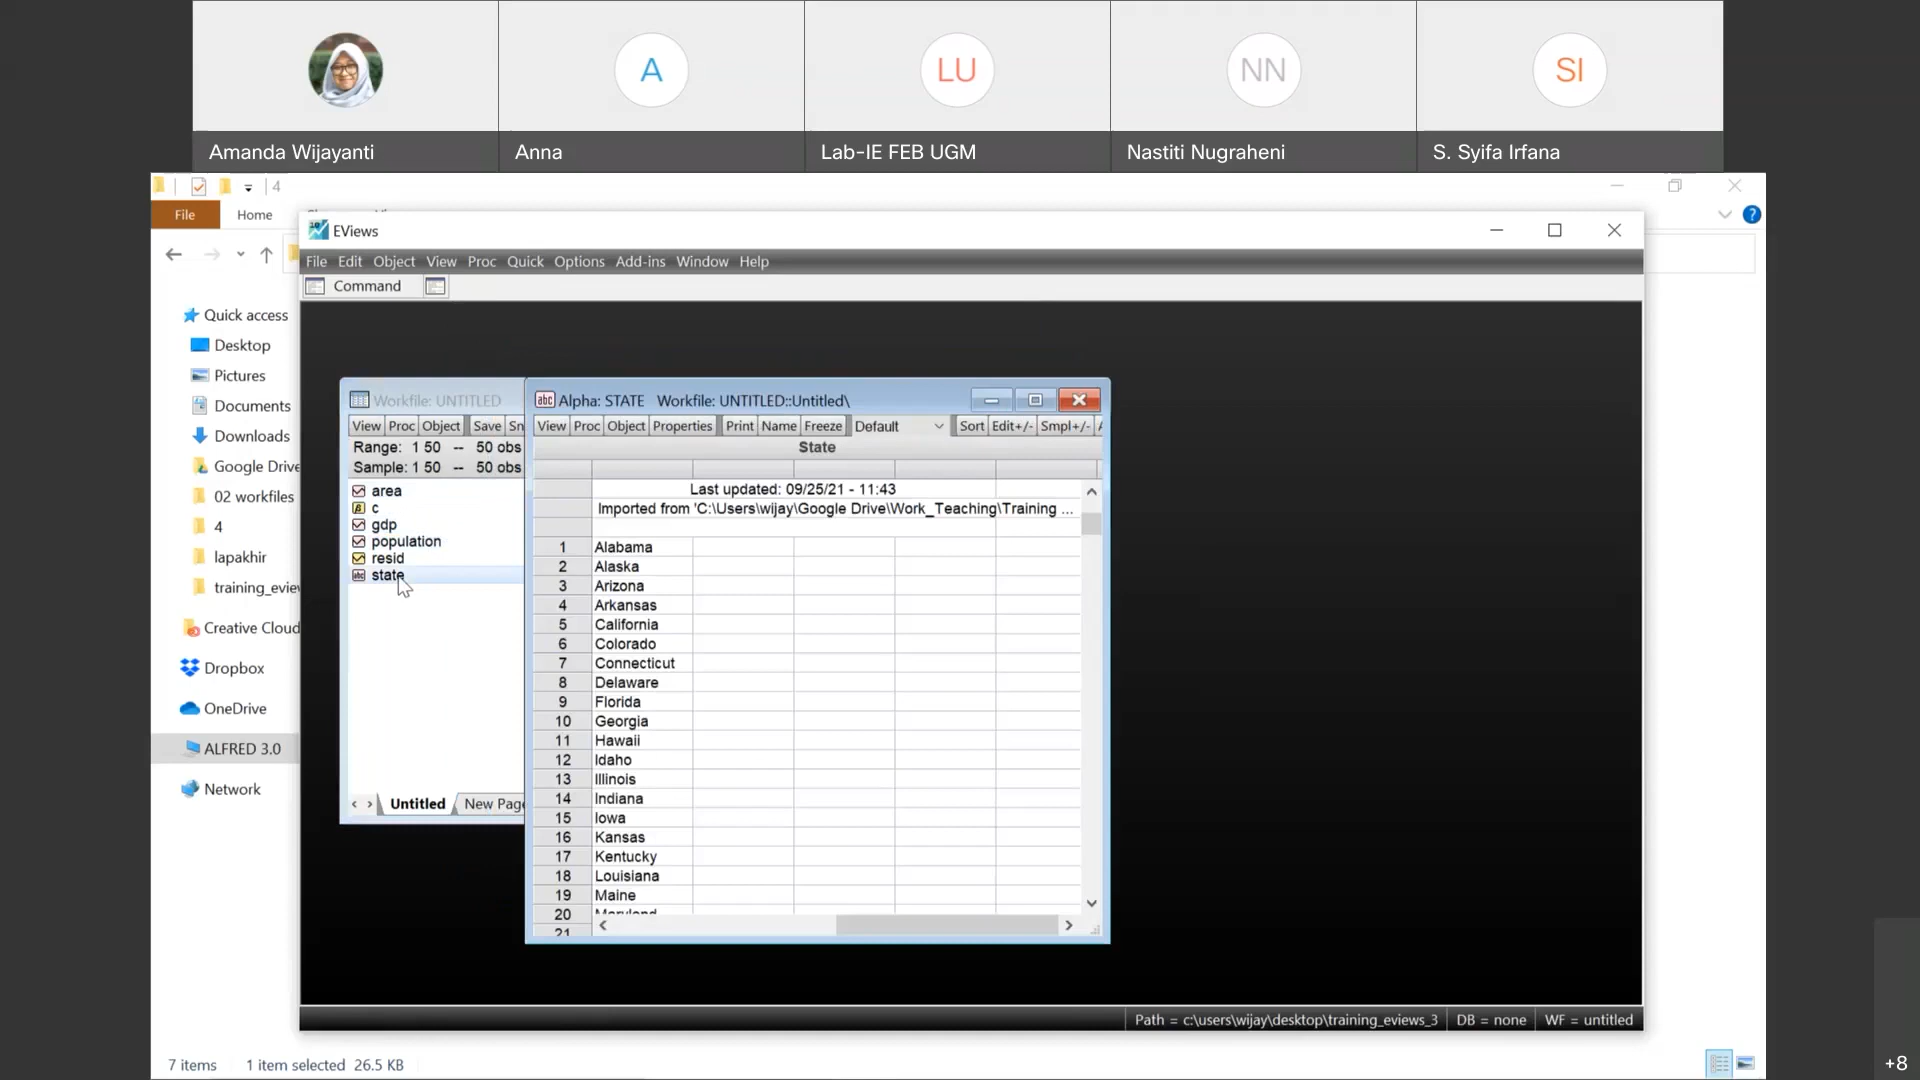 A
LU
NN
SI
Amanda Wijayanti
Anna
Lab-IE FEB UGM
Nastiti Nugraheni
S. Syifa Irfana
4
File
Home
EViews
File Edit Object View Proc Quick Options Add-ins Window Help
Command
Quick access
Desktop
Pictures
Documents
Downloads
Google Drive
02 workfiles
4
lapakhir
training_eviev
Creative Cloud
Dropbox
OneDrive
ALFRED 3.0
Network
Workfile: UNTITLED
View Proc Object Save Sn
Range: 1 50 -- 50 obs
Sample: 1 50 -- 50 obs
area
c
gdp
population
resid
state
Untitled New Page
Alpha: STATE Workfile: UNTITLED::Untitled\
View Proc Object Properties Print Name Freeze Default Sort Edit+/- Smpl+/-
State
Last updated: 09/25/21 - 11:43
Imported from 'C:\Users\wijay\Google Drive\Work_Teaching\Training ...
1 Alabama
2 Alaska
3 Arizona
4 Arkansas
5 California
6 Colorado
7 Connecticut
8 Delaware
9 Florida
10 Georgia
11 Hawaii
12 Idaho
13 Illinois
14 Indiana
15 Iowa
16 Kansas
17 Kentucky
18 Louisiana
19 Maine
20 Maryland
21
Path = c:\users\wijay\desktop\training_eviews_3 DB = none WF = untitled
7 items 1 item selected 26.5 KB
+8